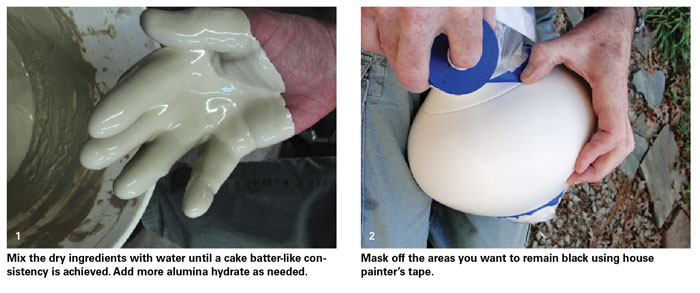 1
Mix the dry ingredients with water until a cake batter-like con-
sistency is achieved. Add more alumina hydrate as needed.
2
Mask off the areas you want to remain black using house
painter’s tape.